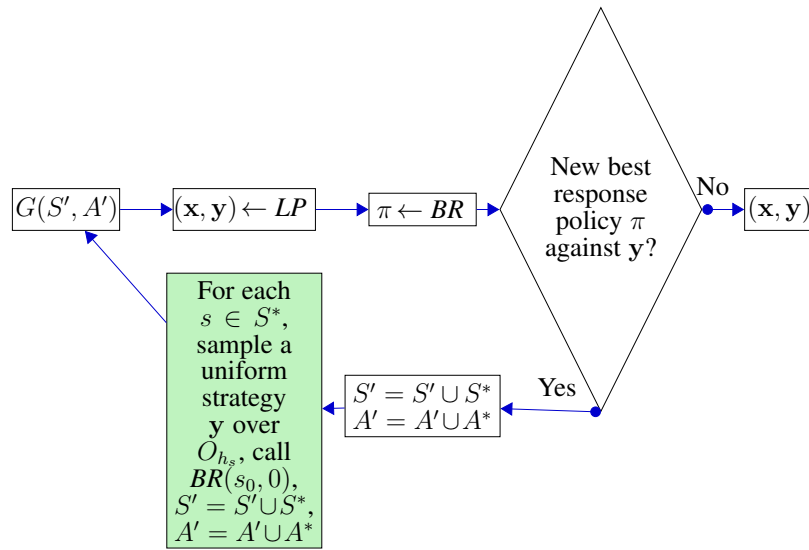 G(S′, A′)
(x, y) ← LP
π ← BR
New best
response
policy π
against y?
No
(x, y)
Yes
S′ = S′ ∪ S*
A′ = A′ ∪ A*
For each
s ∈ S*,
sample a
uniform
strategy
y over
O_{h_s}, call
BR(s₀, 0),
S′ = S′ ∪ S*,
A′ = A′ ∪ A*